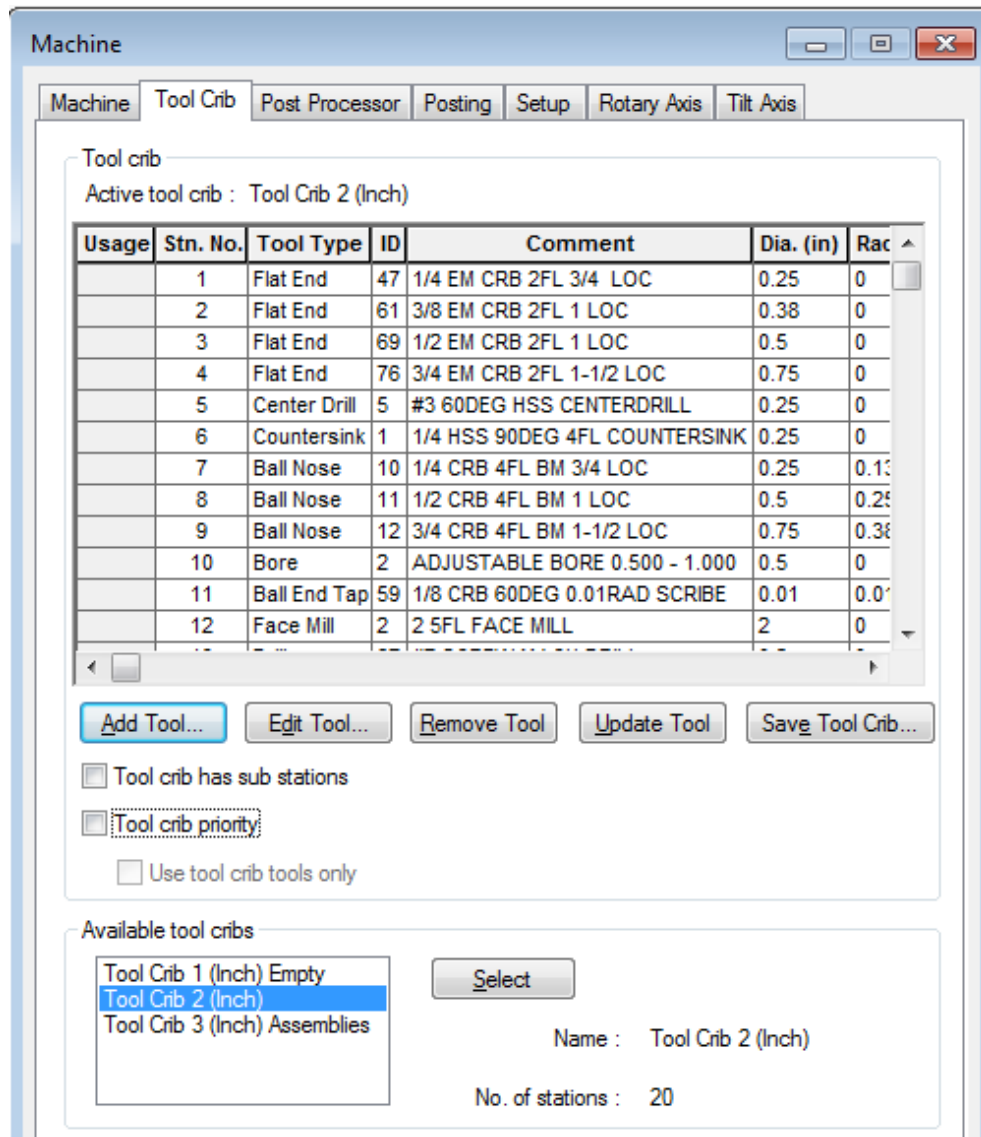 Machine
Machine Tool Crib Post Processor Posting Setup Rotary Axis Tilt Axis
Tool crib
Active tool crib : Tool Crib 2 (Inch)
Usage Stn. No. Tool Type ID Comment Dia. (in) Rac
1 Flat End 47 1/4 EM CRB 2FL 3/4 LOC 0.25 0
2 Flat End 61 3/8 EM CRB 2FL 1 LOC 0.38 0
3 Flat End 69 1/2 EM CRB 2FL 1 LOC 0.5 0
4 Flat End 76 3/4 EM CRB 2FL 1-1/2 LOC 0.75 0
5 Center Drill 5 #3 60DEG HSS CENTERDRILL 0.25 0
6 Countersink 1 1/4 HSS 90DEG 4FL COUNTERSINK 0.25 0
7 Ball Nose 10 1/4 CRB 4FL BM 3/4 LOC 0.25 0.13
8 Ball Nose 11 1/2 CRB 4FL BM 1 LOC 0.5 0.25
9 Ball Nose 12 3/4 CRB 4FL BM 1-1/2 LOC 0.75 0.38
10 Bore 2 ADJUSTABLE BORE 0.500 - 1.000 0.5 0
11 Ball End Tap 59 1/8 CRB 60DEG 0.01RAD SCRIBE 0.01 0.01
12 Face Mill 2 2 5FL FACE MILL 2 0
Add Tool... Edit Tool... Remove Tool Update Tool Save Tool Crib...
Tool crib has sub stations
Tool crib priority
Use tool crib tools only
Available tool cribs
Tool Crib 1 (Inch) Empty
Tool Crib 2 (Inch)
Tool Crib 3 (Inch) Assemblies
Select
Name : Tool Crib 2 (Inch)
No. of stations : 20